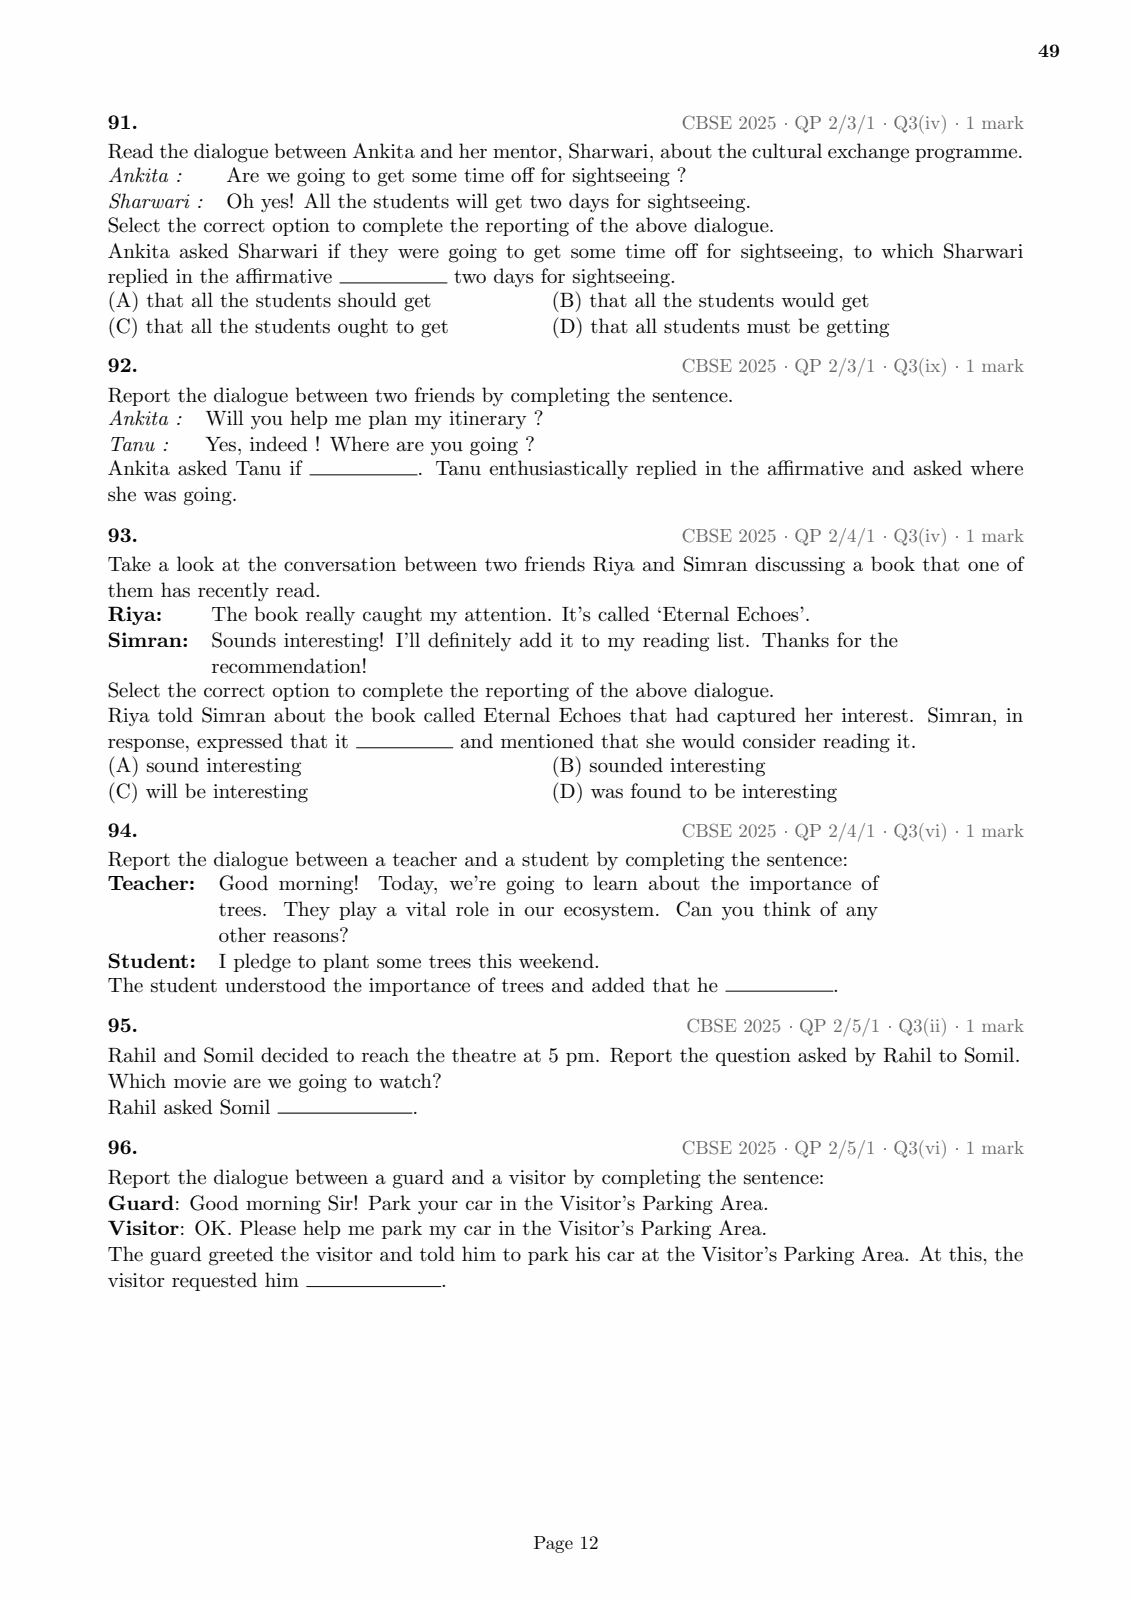 49
91. CBSE 2025 · QP 2/3/1 · Q3(iv) · 1 mark
Read the dialogue between Ankita and her mentor, Sharwari, about the cultural exchange programme.
Ankita : Are we going to get some time off for sightseeing ?
Sharwari : Oh yes! All the students will get two days for sightseeing.
Select the correct option to complete the reporting of the above dialogue.
Ankita asked Sharwari if they were going to get some time off for sightseeing, to which Sharwari
replied in the affirmative __________ two days for sightseeing.
(A) that all the students should get (B) that all the students would get
(C) that all the students ought to get (D) that all students must be getting
92. CBSE 2025 · QP 2/3/1 · Q3(ix) · 1 mark
Report the dialogue between two friends by completing the sentence.
Ankita : Will you help me plan my itinerary ?
Tanu : Yes, indeed ! Where are you going ?
Ankita asked Tanu if __________. Tanu enthusiastically replied in the affirmative and asked where
she was going.
93. CBSE 2025 · QP 2/4/1 · Q3(iv) · 1 mark
Take a look at the conversation between two friends Riya and Simran discussing a book that one of
them has recently read.
Riya: The book really caught my attention. It's called ‘Eternal Echoes’.
Simran: Sounds interesting! I'll definitely add it to my reading list. Thanks for the
recommendation!
Select the correct option to complete the reporting of the above dialogue.
Riya told Simran about the book called Eternal Echoes that had captured her interest. Simran, in
response, expressed that it _________ and mentioned that she would consider reading it.
(A) sound interesting (B) sounded interesting
(C) will be interesting (D) was found to be interesting
94. CBSE 2025 · QP 2/4/1 · Q3(vi) · 1 mark
Report the dialogue between a teacher and a student by completing the sentence:
Teacher: Good morning! Today, we're going to learn about the importance of
trees. They play a vital role in our ecosystem. Can you think of any
other reasons?
Student: I pledge to plant some trees this weekend.
The student understood the importance of trees and added that he __________.
95. CBSE 2025 · QP 2/5/1 · Q3(ii) · 1 mark
Rahil and Somil decided to reach the theatre at 5 pm. Report the question asked by Rahil to Somil.
Which movie are we going to watch?
Rahil asked Somil ____________.
96. CBSE 2025 · QP 2/5/1 · Q3(vi) · 1 mark
Report the dialogue between a guard and a visitor by completing the sentence:
Guard: Good morning Sir! Park your car in the Visitor's Parking Area.
Visitor: OK. Please help me park my car in the Visitor's Parking Area.
The guard greeted the visitor and told him to park his car at the Visitor's Parking Area. At this, the
visitor requested him ____________.
Page 12